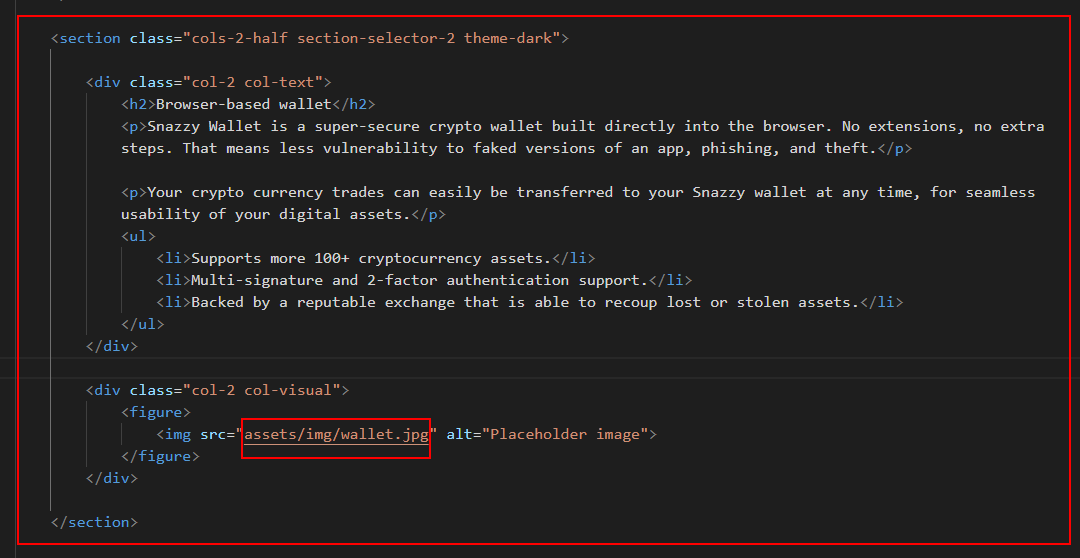 <section class="cols-2-half section-selector-2 theme-dark">
<div class="col-2 col-text">
<h2>Browser-based wallet</h2>
<p>Snazzy Wallet is a super-secure crypto wallet built directly into the browser. No extensions, no extra
steps. That means less vulnerability to faked versions of an app, phishing, and theft.</p>
<p>Your crypto currency trades can easily be transferred to your Snazzy wallet at any time, for seamless
usability of your digital assets.</p>
<ul>
<li>Supports more 100+ cryptocurrency assets.</li>
<li>Multi-signature and 2-factor authentication support.</li>
<li>Backed by a reputable exchange that is able to recoup lost or stolen assets.</li>
</ul>
</div>
<div class="col-2 col-visual">
<figure>
<img src="assets/img/wallet.jpg" alt="Placeholder image">
</figure>
</div>
</section>